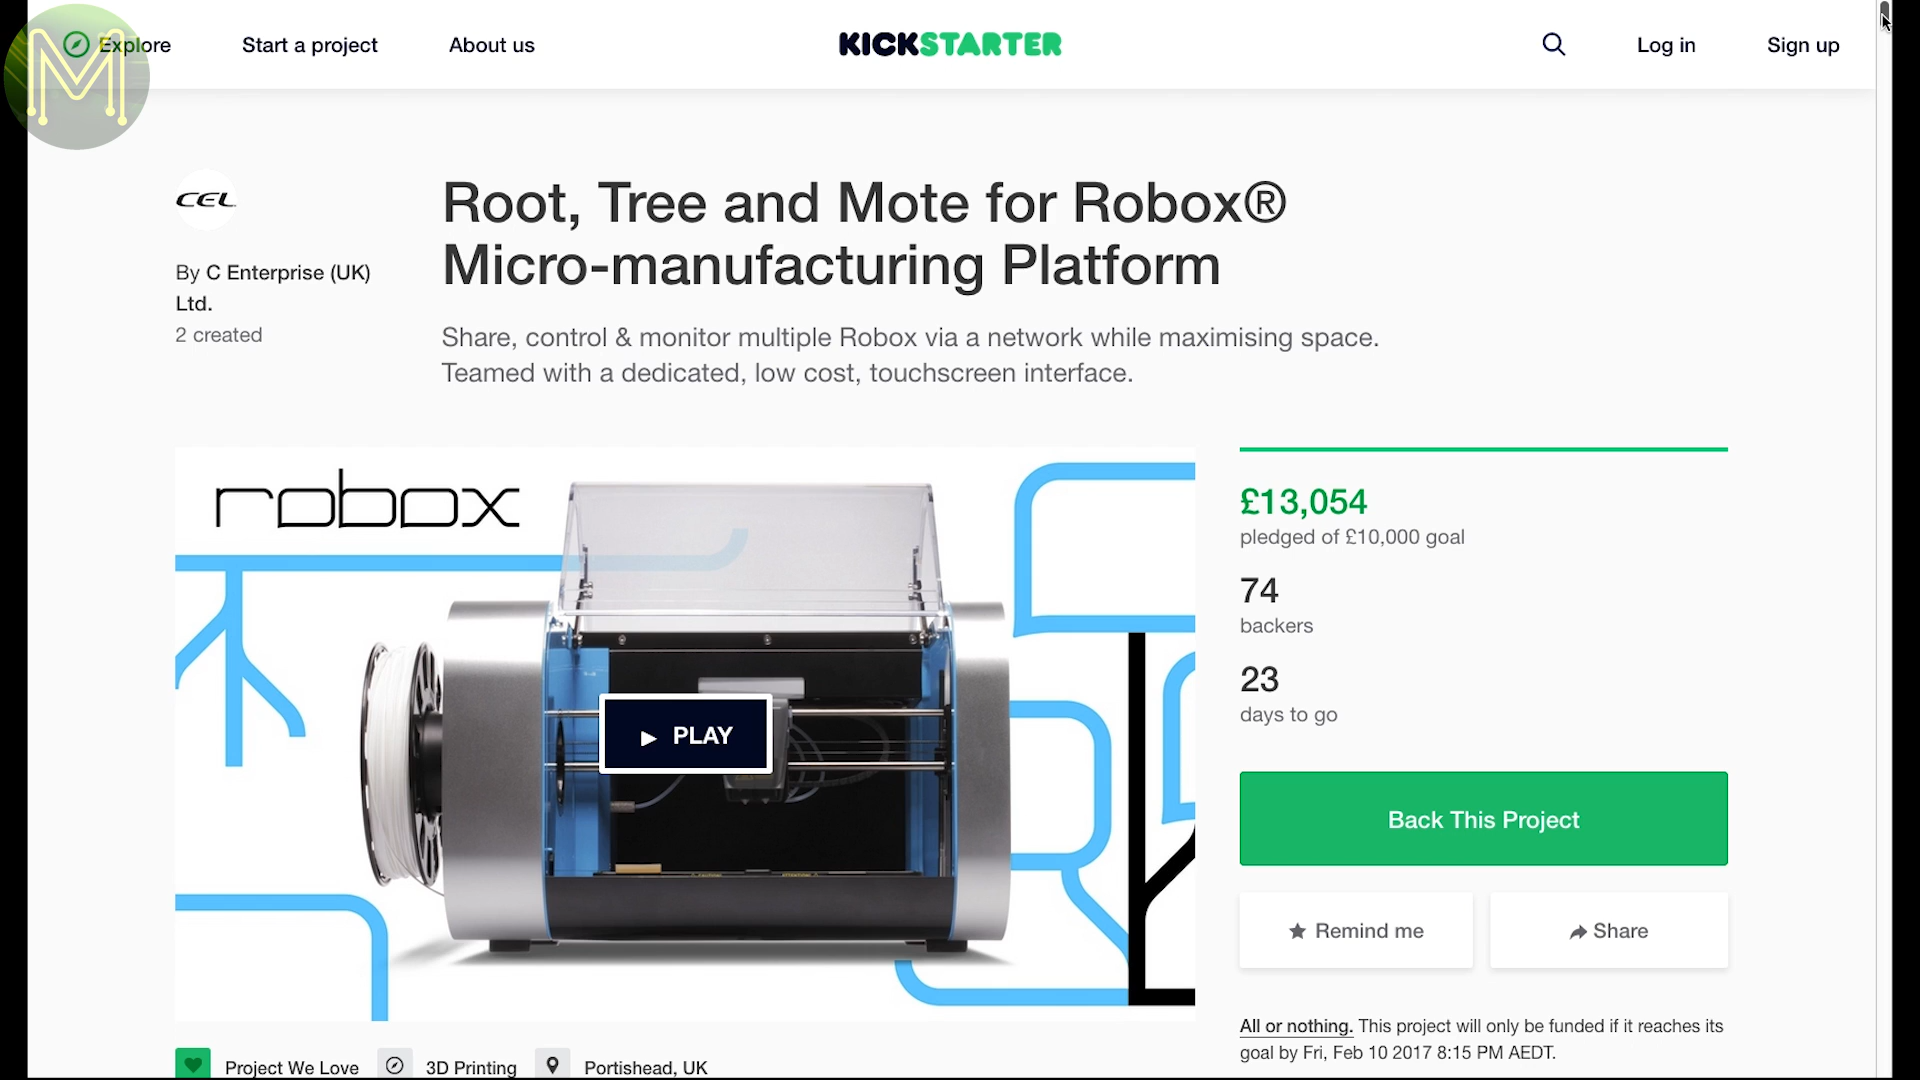 M
Explore
Start a project
About us
KICKSTARTER
Log in
Sign up
CEL
Root, Tree and Mote for Robox®
Micro-manufacturing Platform
By C Enterprise (UK)
Ltd.
2 created
Share, control & monitor multiple Robox via a network while maximising space.
Teamed with a dedicated, low cost, touchscreen interface.
robox
PLAY
£13,054
pledged of £10,000 goal
74
backers
23
days to go
Back This Project
Remind me
Share
All or nothing. This project will only be funded if it reaches its
goal by Fri, Feb 10 2017 8:15 PM AEDT.
Project We Love
3D Printing
Portishead, UK